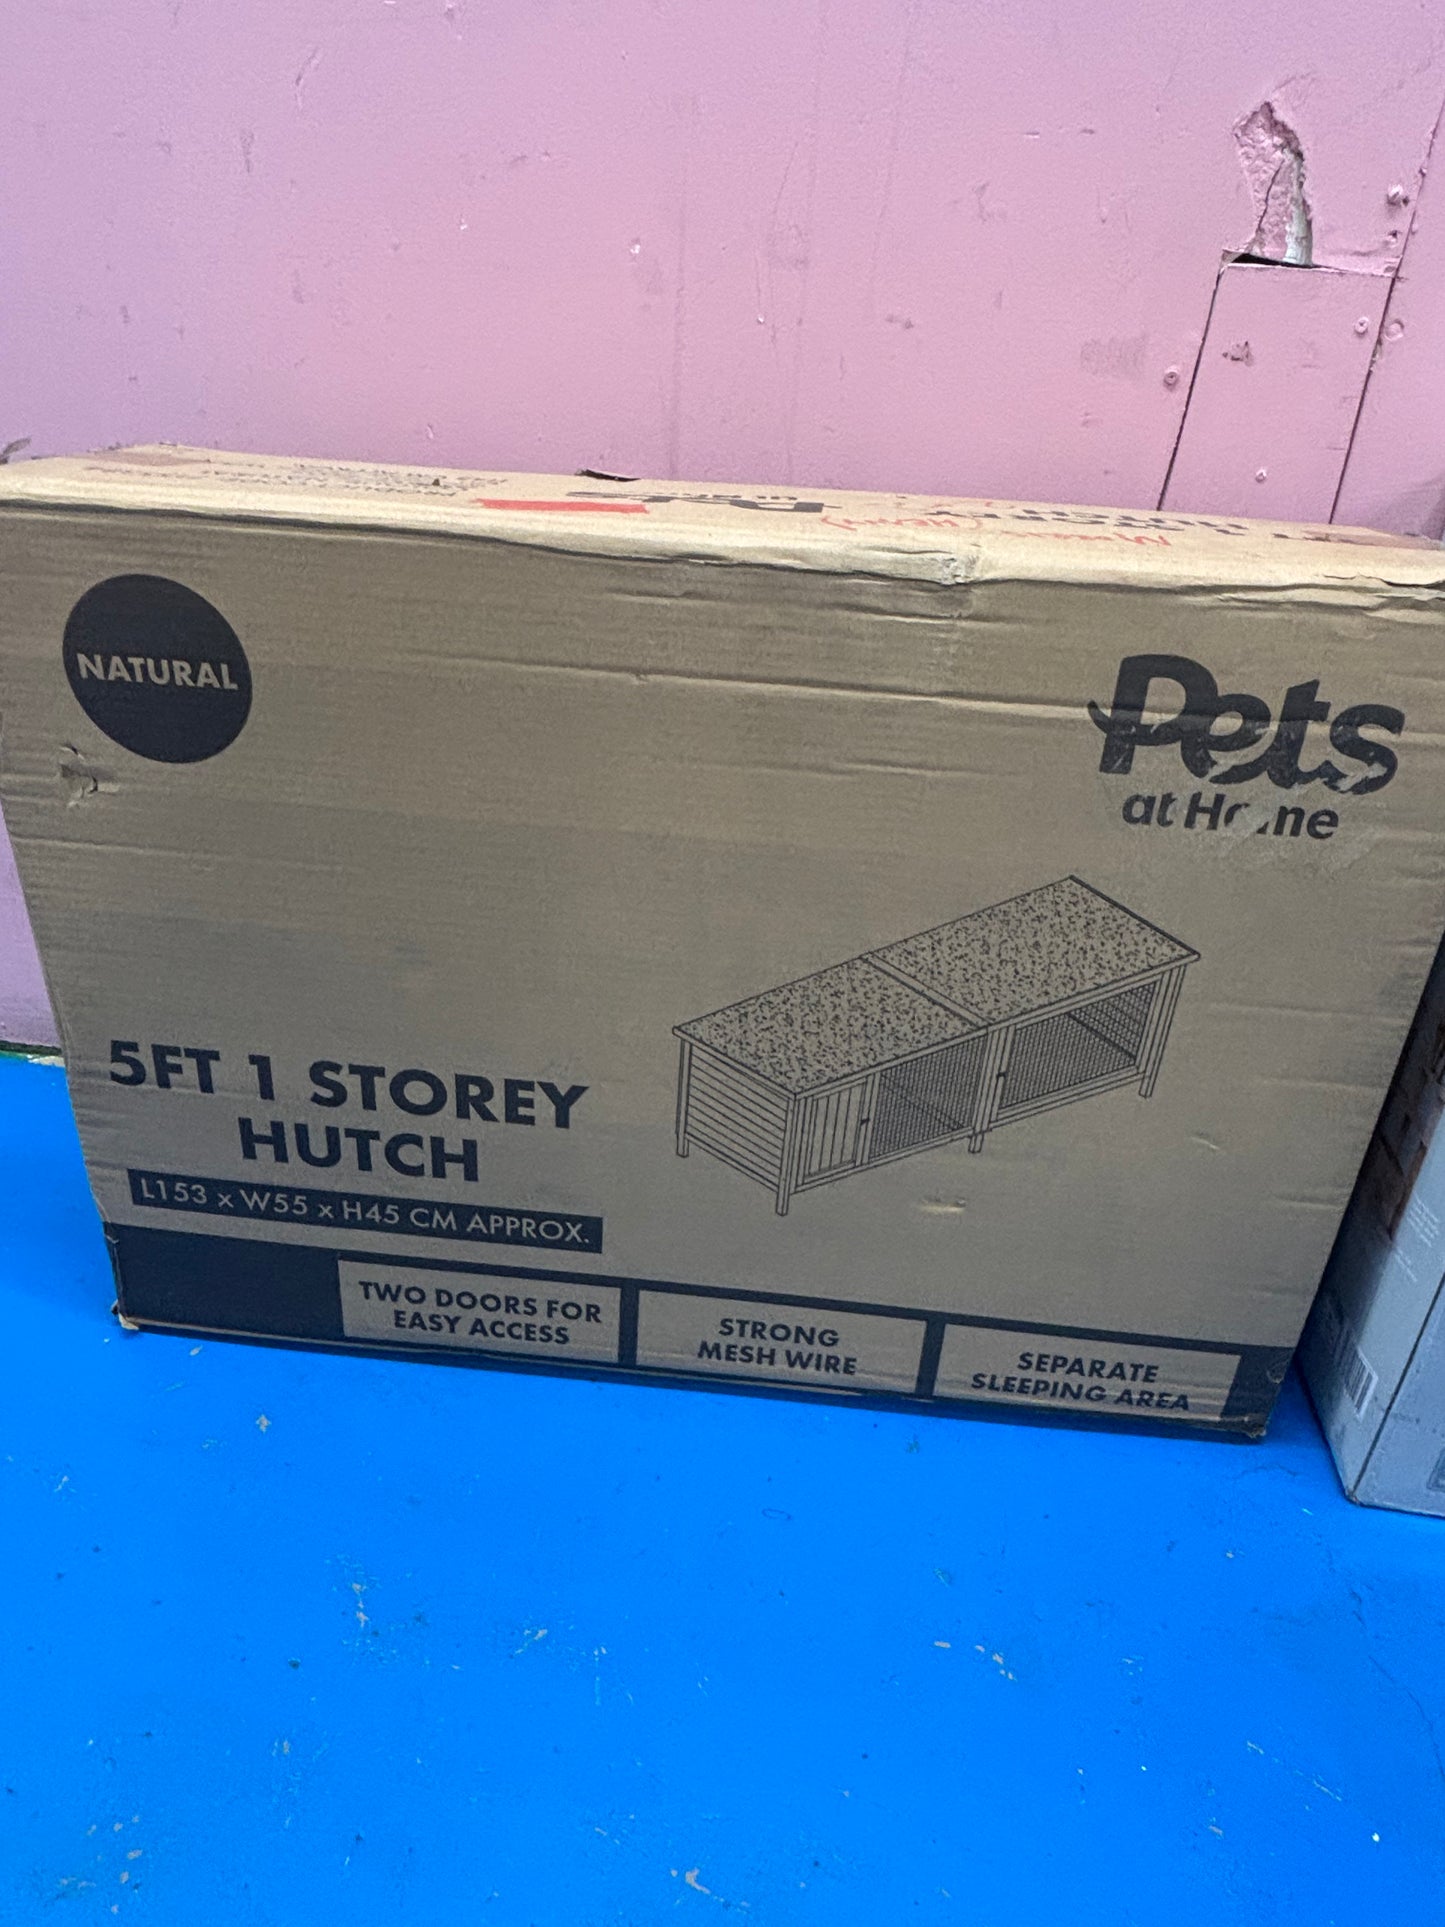 NATURAL
Pets
at Home
5FT 1 STOREY
HUTCH
L153 x W55 x H45 CM APPROX.
TWO DOORS FOR
EASY ACCESS
STRONG
MESH WIRE
SEPARATE
SLEEPING AREA